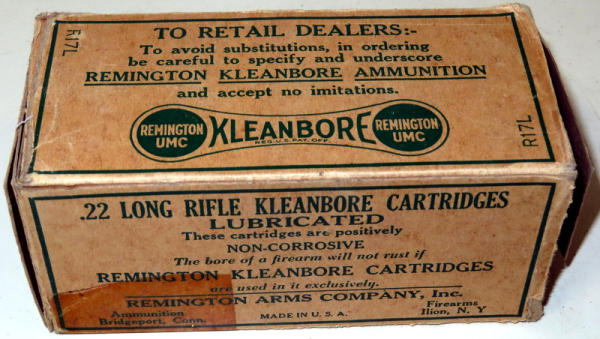 TO RETAIL DEALERS:-
To avoid substitutions, in ordering
be careful to specify and underscore
REMINGTON KLEANBORE AMMUNITION
and accept no imitations.
REMINGTON UMC KLEANBORE REMINGTON UMC
REG. U.S. PAT. OFF.
R17L
R17L
.22 LONG RIFLE KLEANBORE CARTRIDGES
LUBRICATED
These cartridges are positively
NON-CORROSIVE
The bore of a firearm will not rust if
REMINGTON KLEANBORE CARTRIDGES
are used in it exclusively.
REMINGTON ARMS COMPANY, Inc.
Ammunition
Bridgeport, Conn.
MADE IN U.S.A.
Firearms
Ilion, N. Y